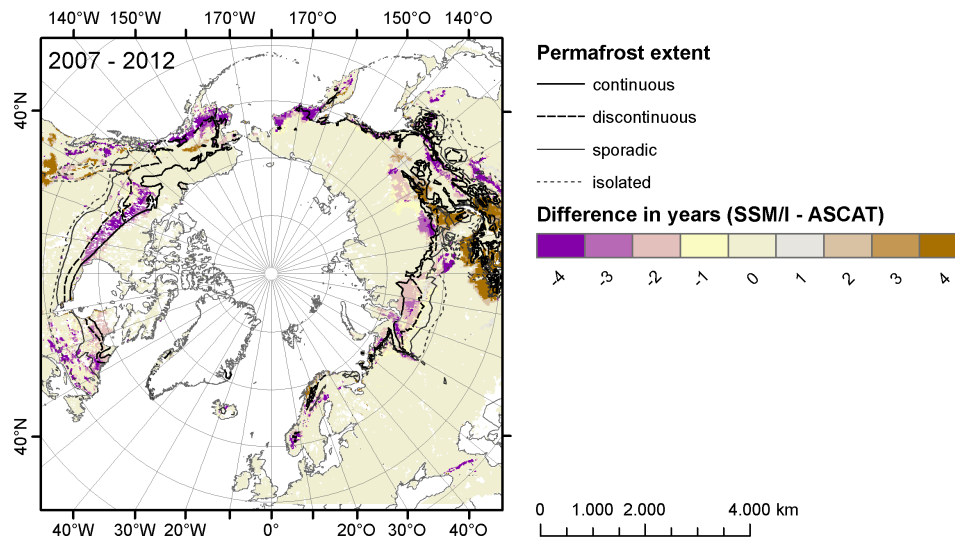 140°W 150°W 170°W 170°O 150°O 140°O
2007 - 2012
40°N
40°N
40°W 30°W 20°W 0° 20°O 30°O 40°O
Permafrost extent
continuous
discontinuous
sporadic
isolated
Difference in years (SSM/I - ASCAT)
-4 -3 -2 -1 0 1 2 3 4
0 1.000 2.000 4.000 km